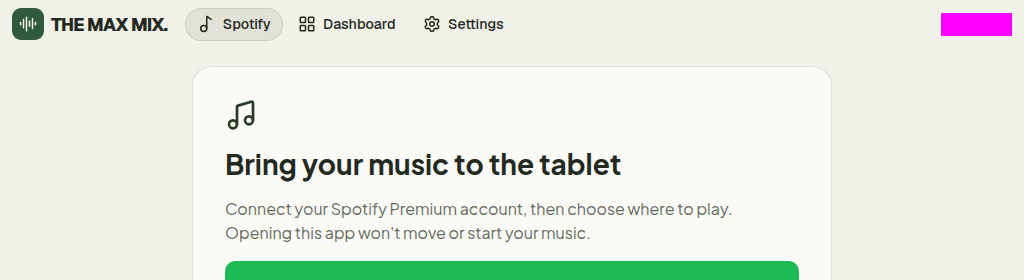 THE MAX MIX.
Spotify
Dashboard
Settings
Bring your music to the tablet
Connect your Spotify Premium account, then choose where to play.
Opening this app won't move or start your music.